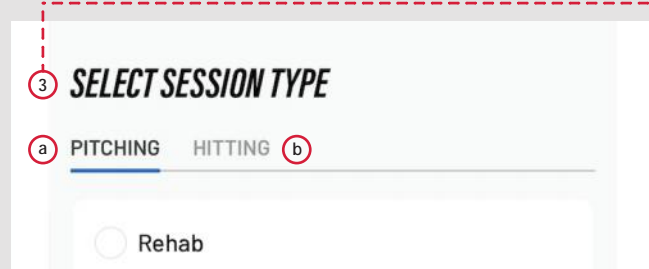 3 SELECT SESSION TYPE
a PITCHING HITTING b
Rehab